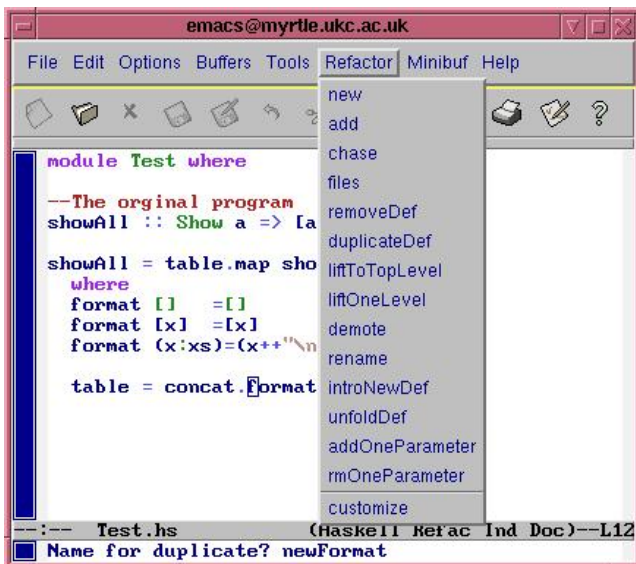 emacs@myrtle.ukc.ac.uk
File Edit Options Buffers Tools Refactor Minibuf Help
new
add
chase
files
removeDef
duplicateDef
liftToTopLevel
liftOneLevel
demote
rename
introNewDef
unfoldDef
addOneParameter
rmOneParameter
customize
module Test where
--The orginal program
showAll :: Show a => [a
showAll = table.map sho
where
format [] =[]
format [x] =[x]
format (x:xs)=(x++"\n
table = concat.format
--:-- Test.hs (Haskell Refac Ind Doc)--L12
Name for duplicate? newFormat